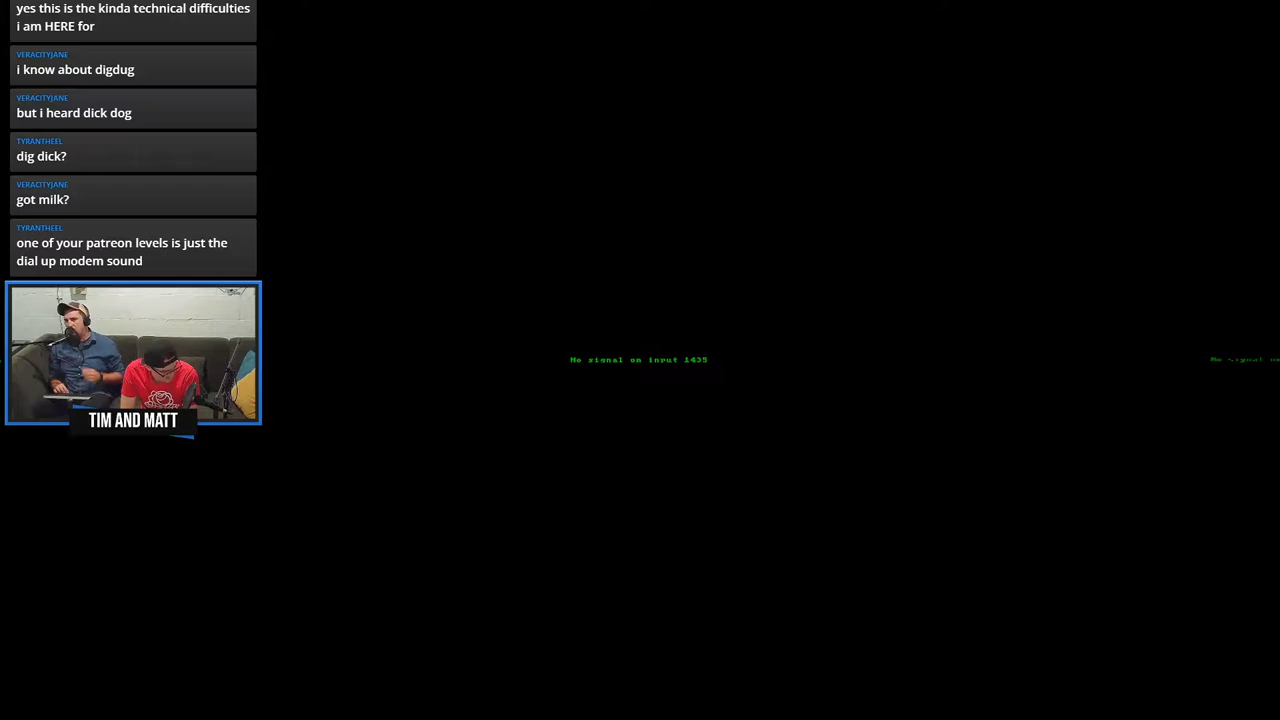 yes this is the kinda technical difficulties
i am HERE for
VERACITYJANE
i know about digdug
VERACITYJANE
but i heard dick dog
TYRANTHEEL
dig dick?
VERACITYJANE
got milk?
TYRANTHEEL
one of your patreon levels is just the
dial up modem sound
No signal on input 1435
TIM AND MATT